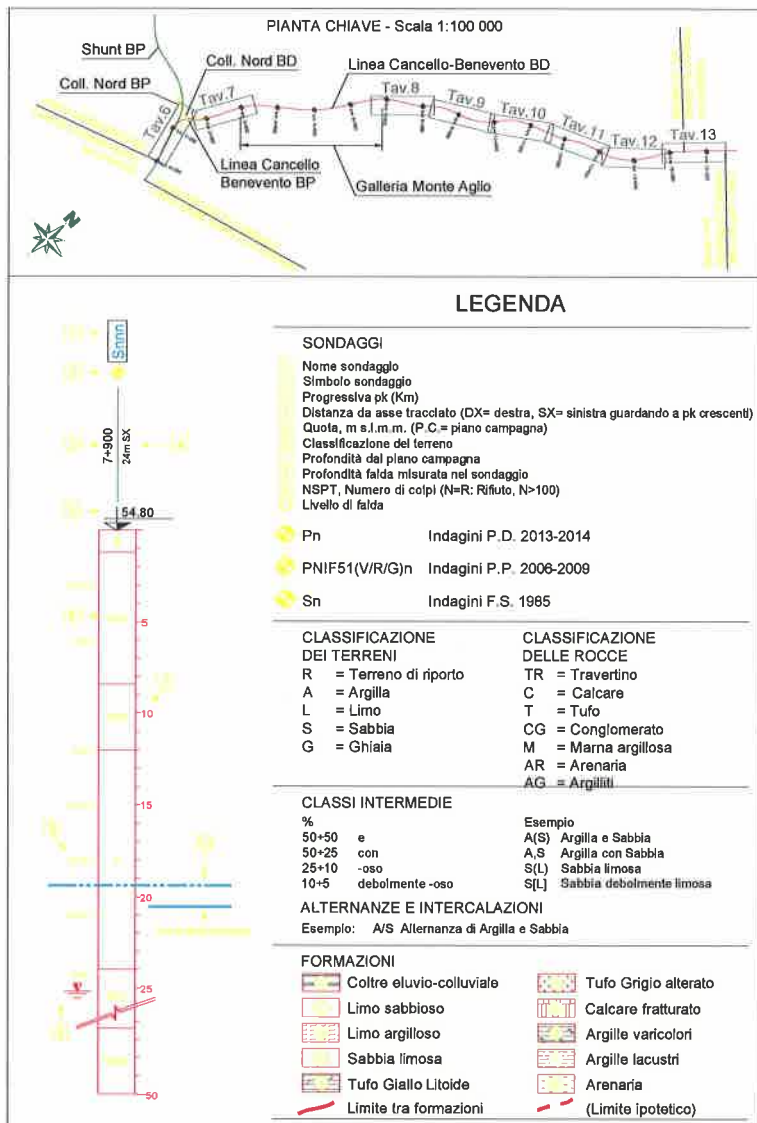 PIANTA CHIAVE - Scala 1:100 000
Shunt BP
Coll. Nord BD
Linea Cancello-Benevento BD
Coll. Nord BP
Tav.6
Tav.7
Tav.8
Tav.9
Tav.10
Tav.11
Tav.12
Tav.13
Linea Cancello
Benevento BP
Galleria Monte Aglio
N
LEGENDA
Snnn
7+900
24m SX
54.80
5
10
15
20
25
50
SONDAGGI
Nome sondaggio
Simbolo sondaggio
Progressiva pk (Km)
Distanza da asse tracciato (DX= destra, SX= sinistra guardando a pk crescenti)
Quota, m s.l.m.m. (P.C.= piano campagna)
Classificazione del terreno
Profondità dal piano campagna
Profondità falda misurate nel sondaggio
NSPT, Numero di colpi (N=R: Rifiuto, N>100)
Livello di falda
Pn Indagini P.D. 2013-2014
PNIF51(V/R/G)n Indagini P.P. 2006-2009
Sn Indagini F.S. 1985
CLASSIFICAZIONE
DEI TERRENI
R = Terreno di riporto
A = Argilla
L = Limo
S = Sabbia
G = Ghiaia
CLASSIFICAZIONE
DELLE ROCCE
TR = Travertino
C = Calcare
T = Tufo
CG = Conglomerato
M = Marna argillosa
AR = Arenaria
AG = Argilliti
CLASSI INTERMEDIE
% Esempio
50+50 e A(S) Argilla e Sabbia
50+25 con A,S Argilla con Sabbia
25+10 -oso S(L) Sabbia limosa
10+5 debolmente -oso S[L] Sabbia debolmente limosa
ALTERNANZE E INTERCALAZIONI
Esempio: A/S Alternanza di Argilla e Sabbia
FORMAZIONI
Coltre eluvio-colluviale
Limo sabbioso
Limo argilloso
Sabbia limosa
Tufo Giallo Litoide
Limite tra formazioni
Tufo Grigio alterato
Calcare fratturato
Argille varicolori
Argille lacustri
Arenaria
(Limite ipotetico)